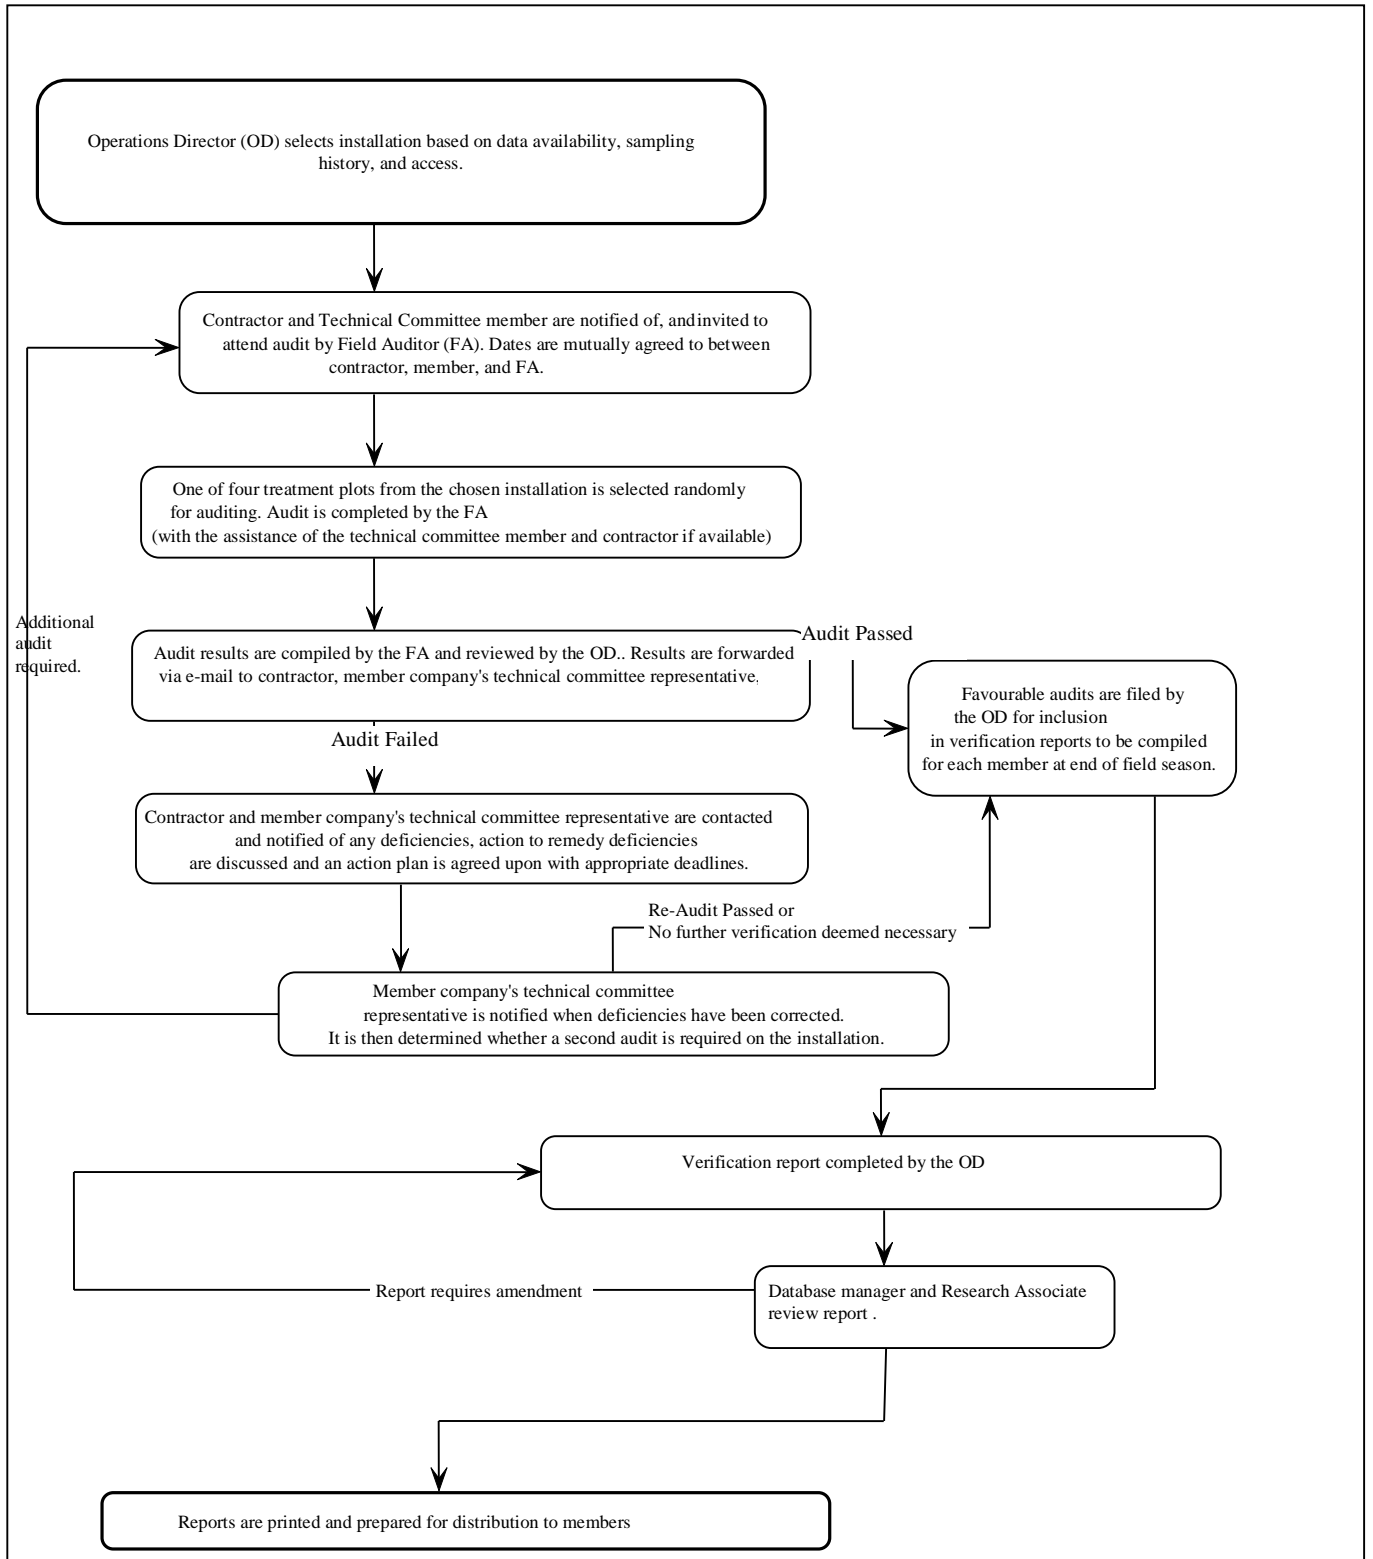 Operations Director (OD) selects installation based on data availability, sampling
history, and access.
Contractor and Technical Committee member are notified of, and invited to
attend audit by Field Auditor (FA). Dates are mutually agreed to between
contractor, member, and FA.
One of four treatment plots from the chosen installation is selected randomly
for auditing. Audit is completed by the FA
(with the assistance of the technical committee member and contractor if available)
Additional
audit
required.
Audit Passed
Audit results are compiled by the FA and reviewed by the OD.. Results are forwarded
via e-mail to contractor, member company's technical committee representative.
Favourable audits are filed by
the OD for inclusion
in verification reports to be compiled
for each member at end of field season.
Audit Failed
Contractor and member company's technical committee representative are contacted
and notified of any deficiencies, action to remedy deficiencies
are discussed and an action plan is agreed upon with appropriate deadlines.
Re-Audit Passed or
No further verification deemed necessary
Member company's technical committee
representative is notified when deficiencies have been corrected.
It is then determined whether a second audit is required on the installation.
Verification report completed by the OD
Report requires amendment
Database manager and Research Associate
review report .
Reports are printed and prepared for distribution to members